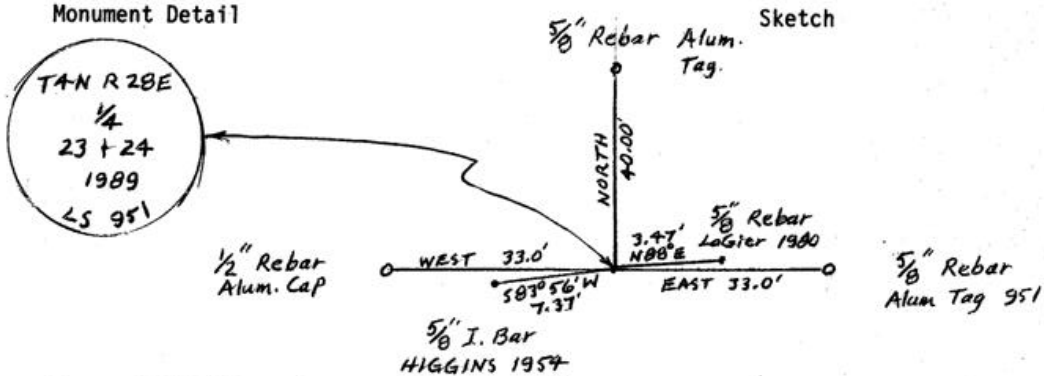 Monument Detail
Sketch
T4N R28E
1/4
23 + 24
1989
LS 951
5/8" Rebar Alum.
Tag.
NORTH
40.00'
5/8" Rebar
LaGier 1980
3.47'
N88°E
1/2" Rebar
Alum. Cap
WEST 33.0'
S83°56'W
7.37'
EAST 33.0'
5/8" Rebar
Alum Tag 951
5/8" I. Bar
HIGGINS 1954